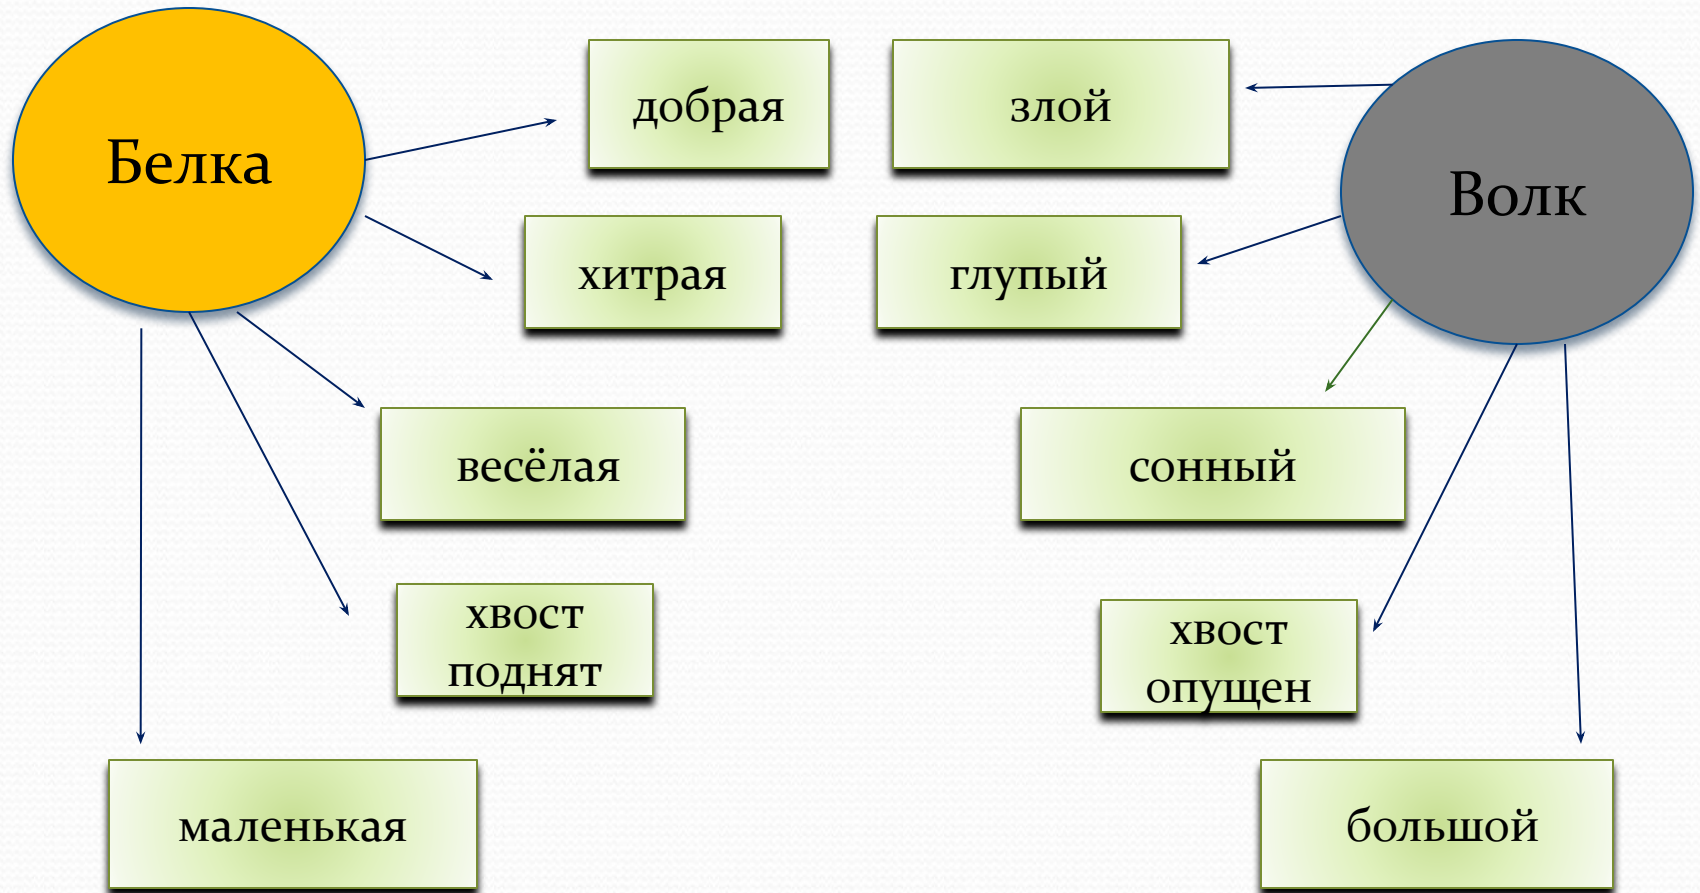 Белка
добрая
хитрая
весёлая
хвост
поднят
маленькая
Волк
злой
глупый
сонный
хвост
опущен
большой